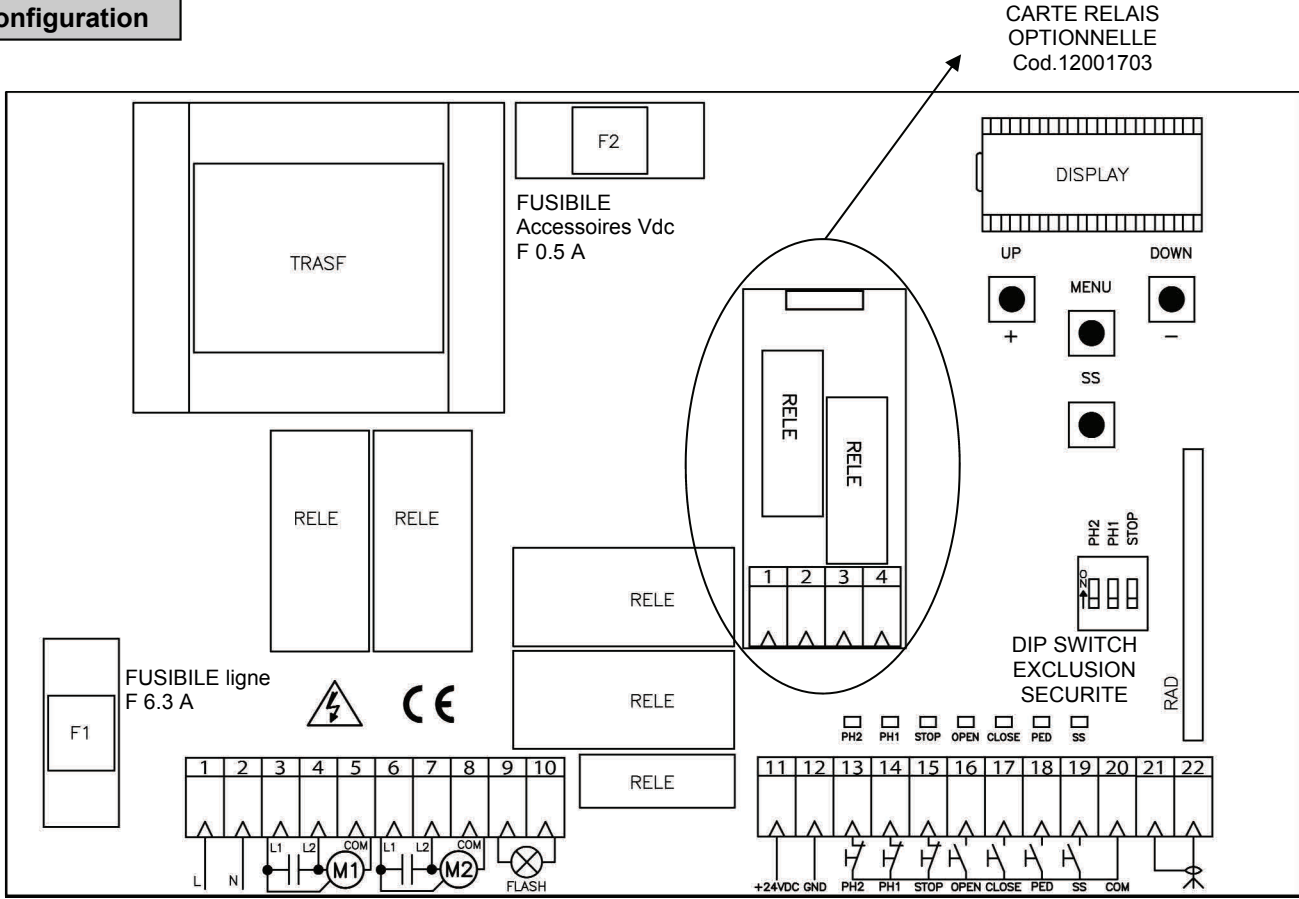 onfiguration
CARTE RELAIS
OPTIONNELLE
Cod.12001703
F2
FUSIBILE
Accessoires Vdc
F 0.5 A
TRASF
DISPLAY
UP
DOWN
MENU
+
-
SS
RELE
RELE
1 2 3 4
RELE RELE
RELE
RELE
RELE
PH2
PH1
STOP
ON
DIP SWITCH
EXCLUSION
SECURITE
RAD
FUSIBILE ligne
F 6.3 A
F1
CE
PH2 PH1 STOP OPEN CLOSE PED SS
1 2 3 4 5 6 7 8 9 10
11 12 13 14 15 16 17 18 19 20 21 22
L1 L2 COM L1 L2 COM
L N M1 M2
FLASH
+24VDC GND PH2 PH1 STOP OPEN CLOSE PED SS COM